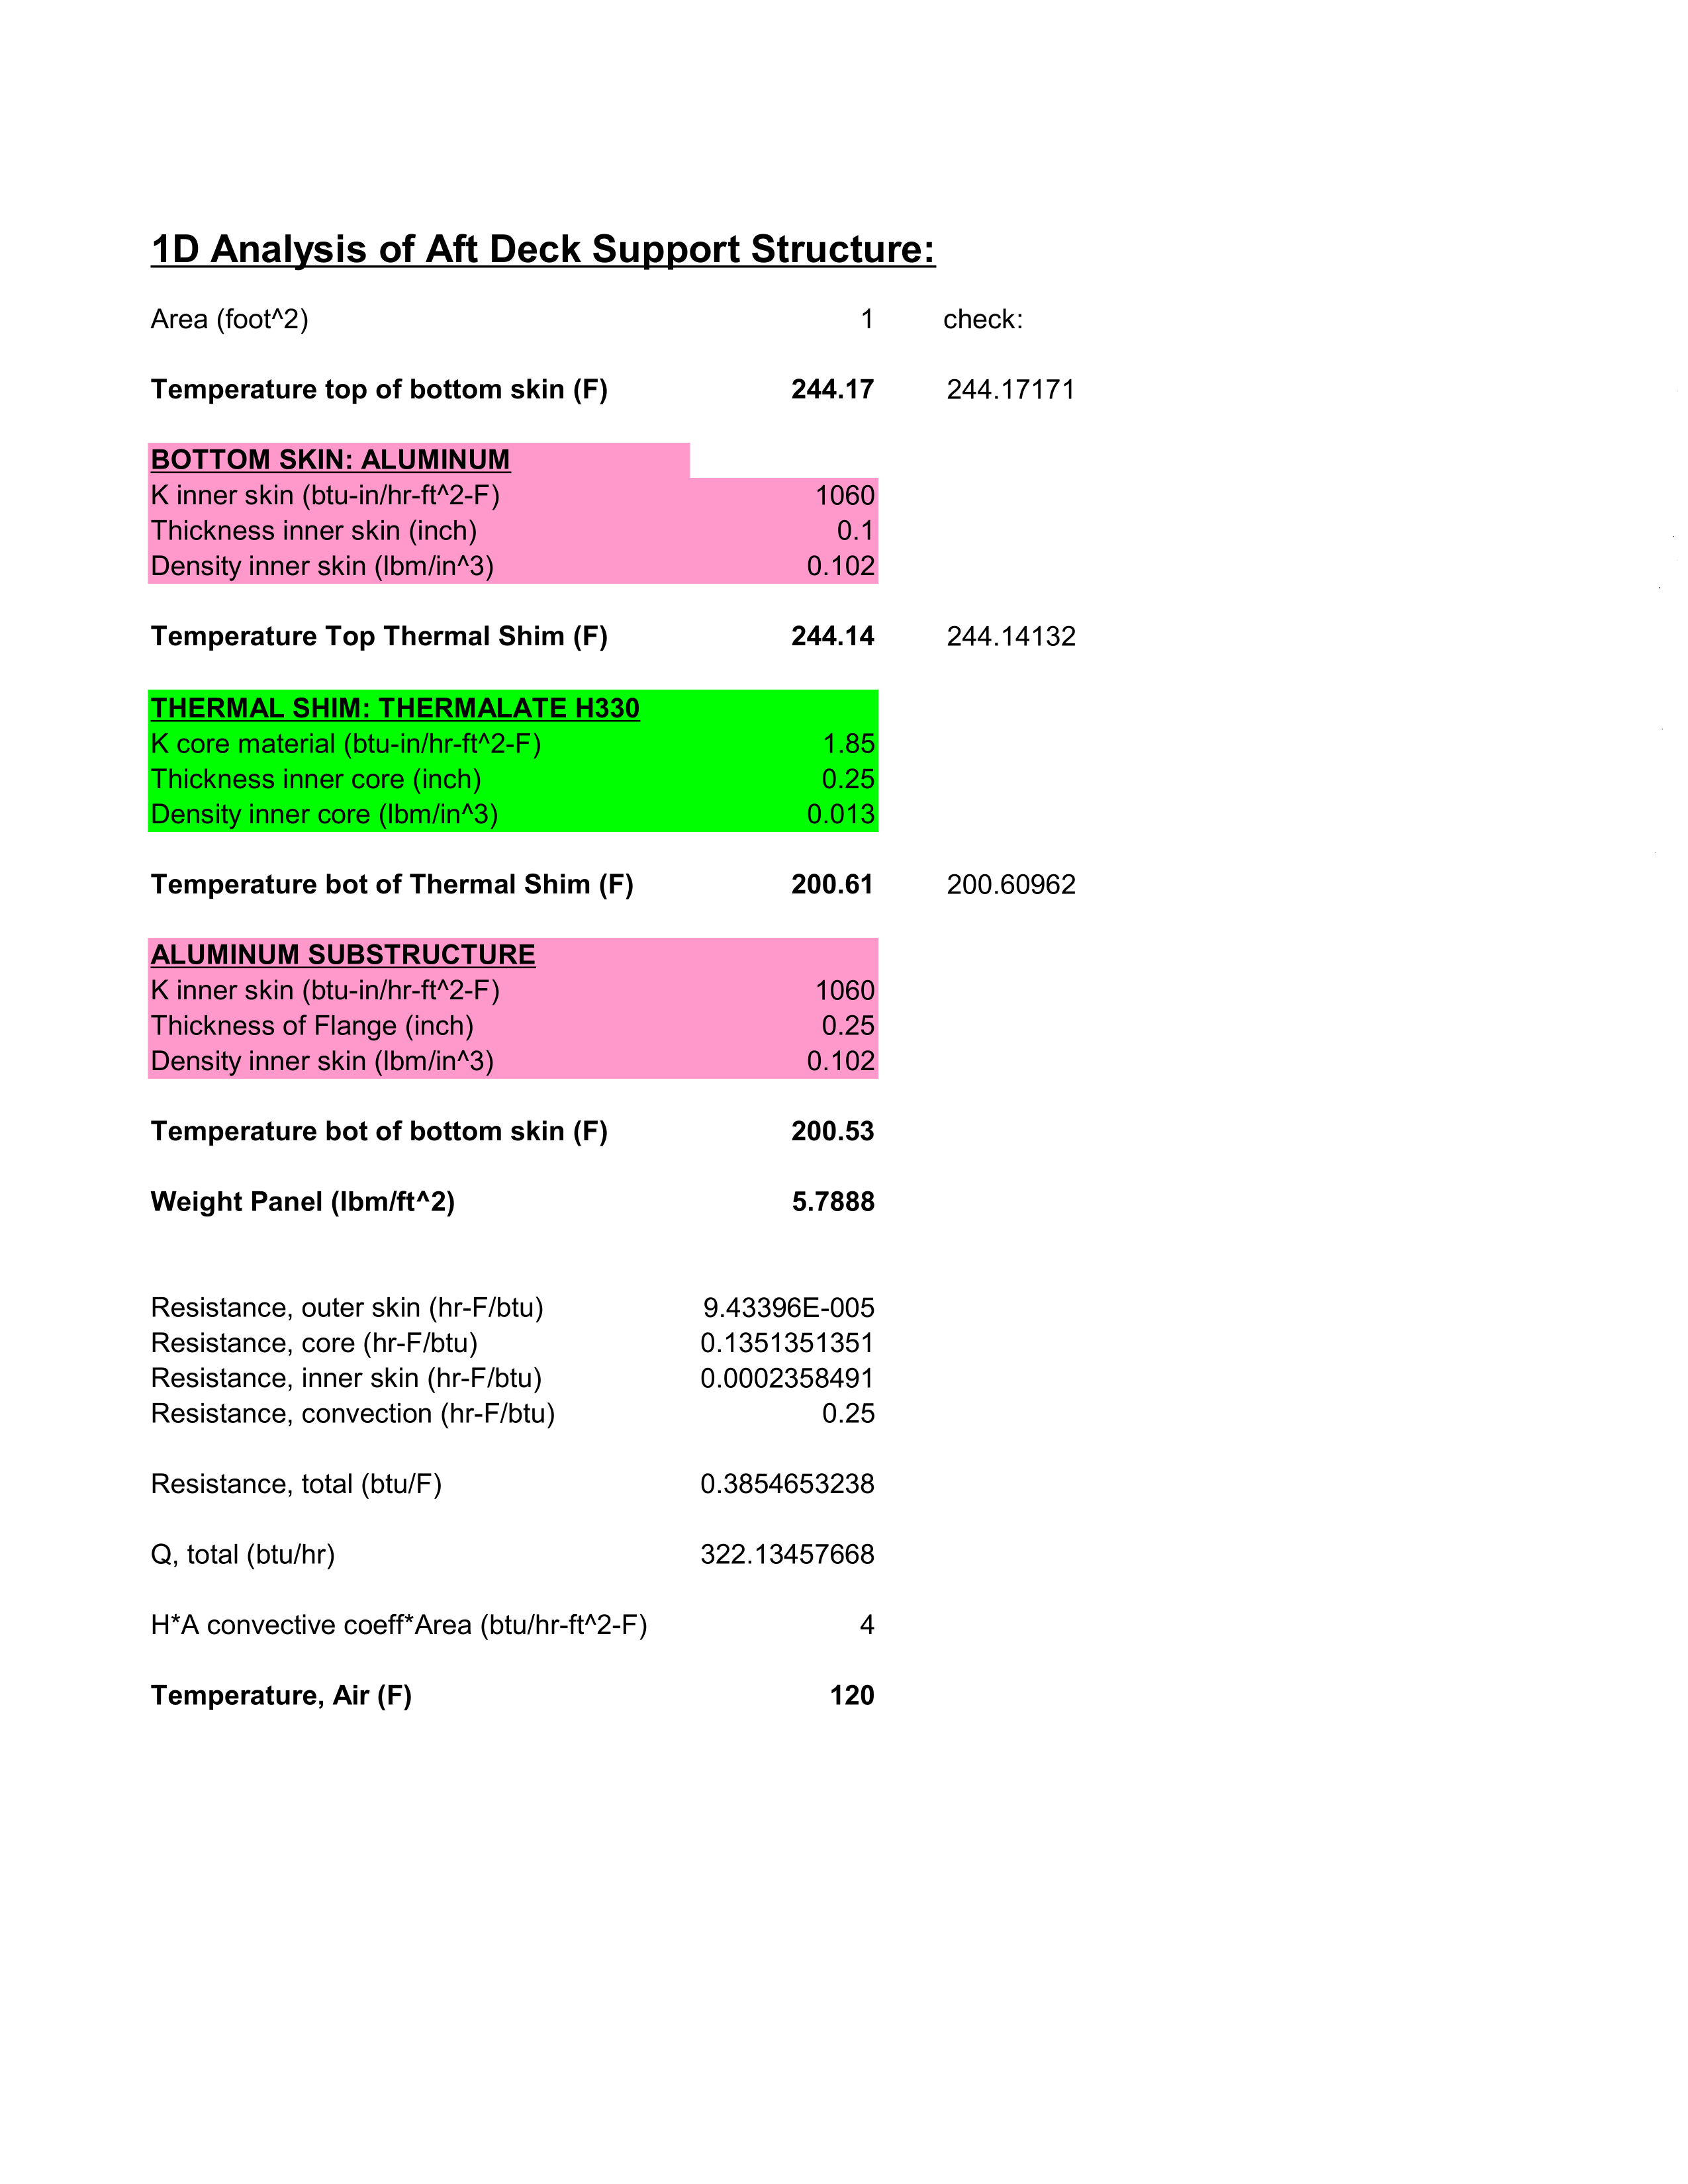 1D Analysis of Aft Deck Support Structure:
Area (foot^2) 1 check:
Temperature top of bottom skin (F) 244.17 244.17171
BOTTOM SKIN: ALUMINUM
K inner skin (btu-in/hr-ft^2-F) 1060
Thickness inner skin (inch) 0.1
Density inner skin (lbm/in^3) 0.102
Temperature Top Thermal Shim (F) 244.14 244.14132
THERMAL SHIM: THERMALATE H330
K core material (btu-in/hr-ft^2-F) 1.85
Thickness inner core (inch) 0.25
Density inner core (lbm/in^3) 0.013
Temperature bot of Thermal Shim (F) 200.61 200.60962
ALUMINUM SUBSTRUCTURE
K inner skin (btu-in/hr-ft^2-F) 1060
Thickness of Flange (inch) 0.25
Density inner skin (lbm/in^3) 0.102
Temperature bot of bottom skin (F) 200.53
Weight Panel (lbm/ft^2) 5.7888
Resistance, outer skin (hr-F/btu) 9.43396E-005
Resistance, core (hr-F/btu) 0.1351351351
Resistance, inner skin (hr-F/btu) 0.0002358491
Resistance, convection (hr-F/btu) 0.25
Resistance, total (btu/F) 0.3854653238
Q, total (btu/hr) 322.13457668
H*A convective coeff*Area (btu/hr-ft^2-F) 4
Temperature, Air (F) 120